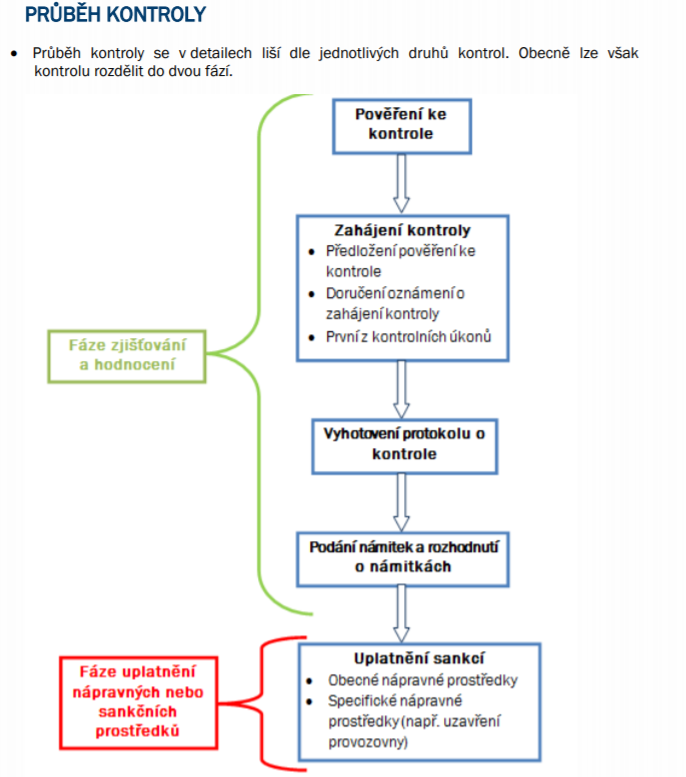 PRŮBĚH KONTROLY
• Průběh kontroly se v detailech liší dle jednotlivých druhů kontrol. Obecně lze však
kontrolu rozdělit do dvou fází.
Pověření ke
kontrole
Zahájení kontroly
• Předložení pověření ke
kontrole
• Doručení oznámení o
zahájení kontroly
• První z kontrolních úkonů
Fáze zjišťování
a hodnocení
Vyhotovení protokolu o
kontrole
Podání námitek a rozhodnutí
o námitkách
Fáze uplatnění
nápravných nebo
sankčních
prostředků
Uplatnění sankcí
• Obecné nápravné prostředky
• Specifické nápravné
prostředky (např. uzavření
provozovny)